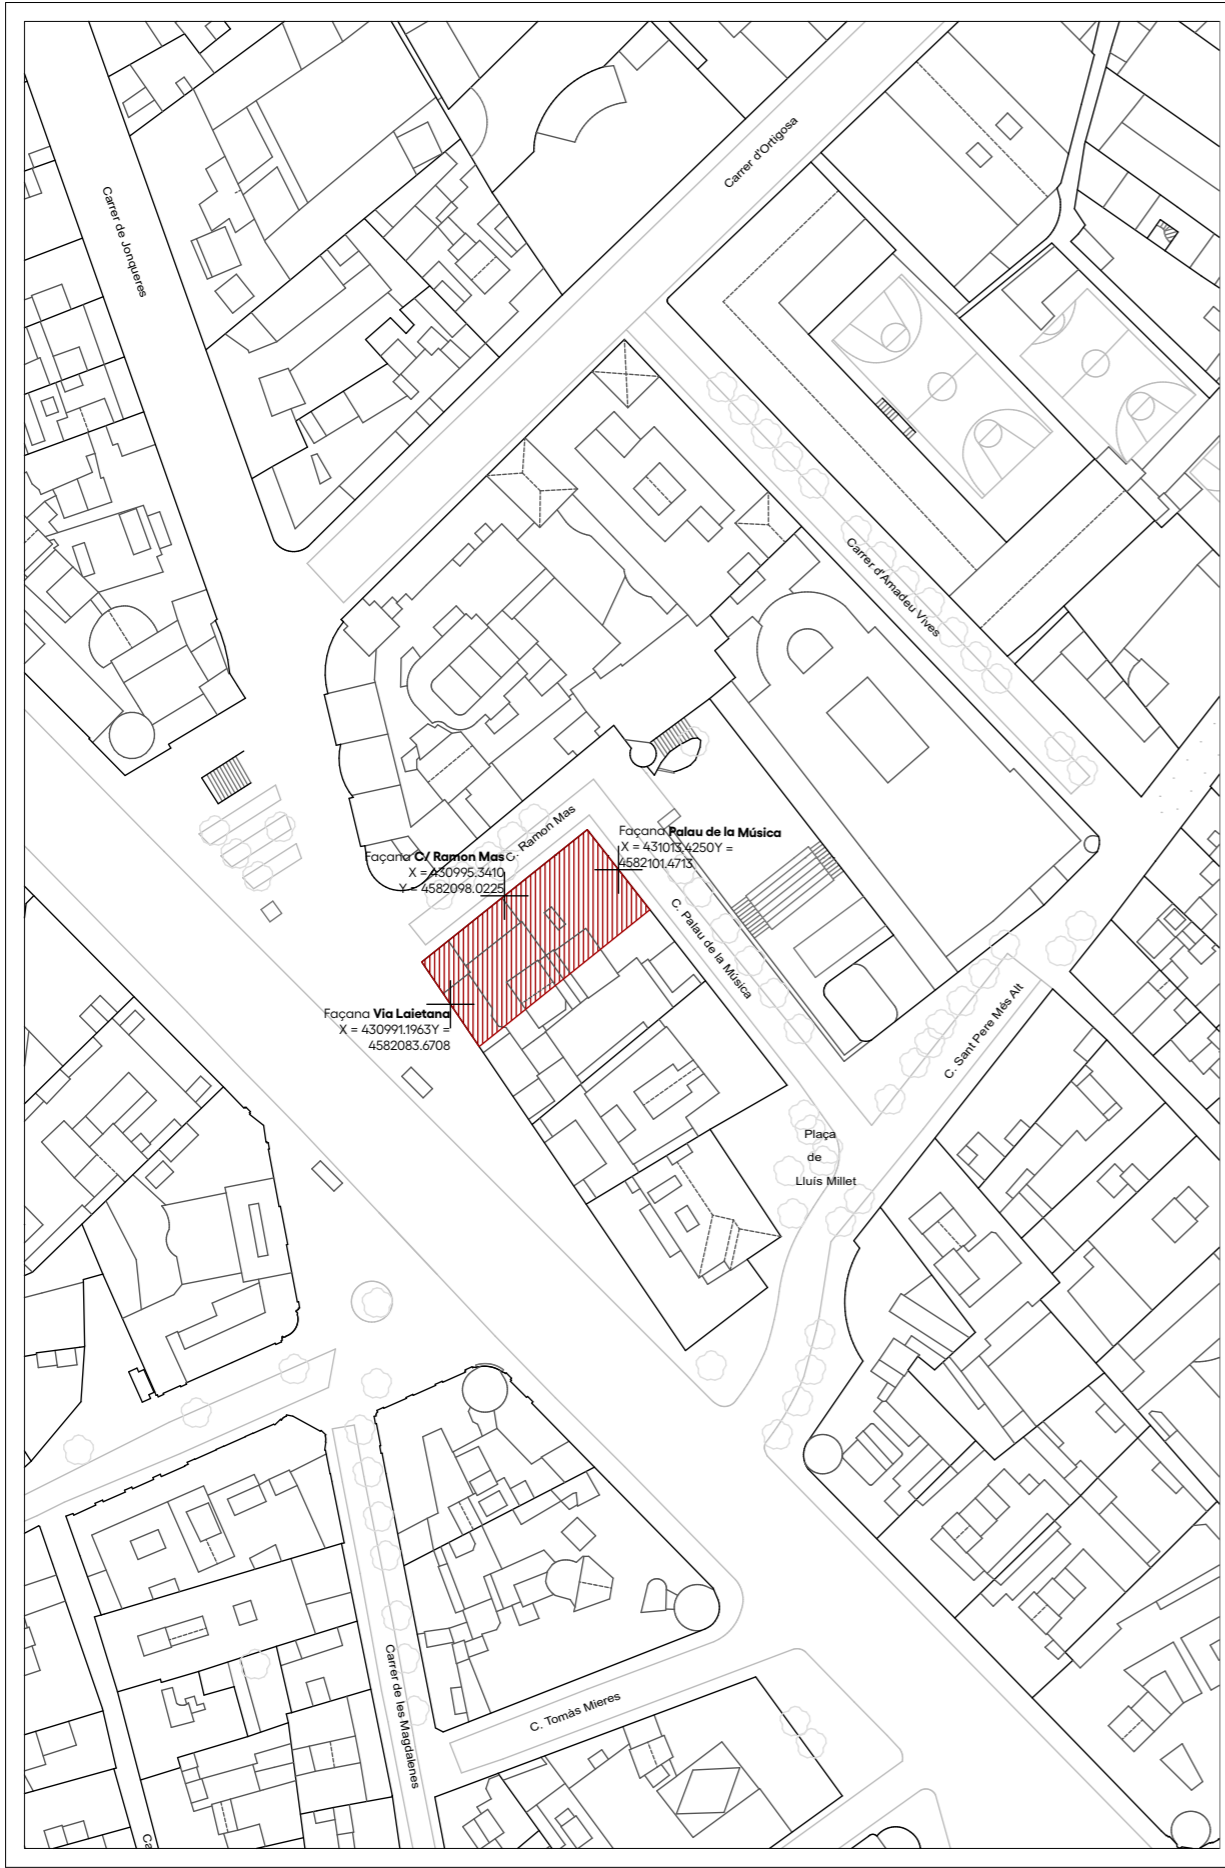 Carrer d'Ortigosa
Carrer de Jonqueres
Carrer d'Amadeu Vives
Ramon Mas
Façana Palau de la Música
X = 431013.4250Y =
4582101.4713
Façana C/ Ramon Mas
X = 430995.3410
Y = 4582098.0225
C. Palau de la Música
Façana Via Laietana
X = 430991.1963Y =
4582083.6708
C. Sant Pere Més Alt
Plaça
de
Lluís Millet
Carrer de les Magdalenes
C. Tomàs Mieres
Ca